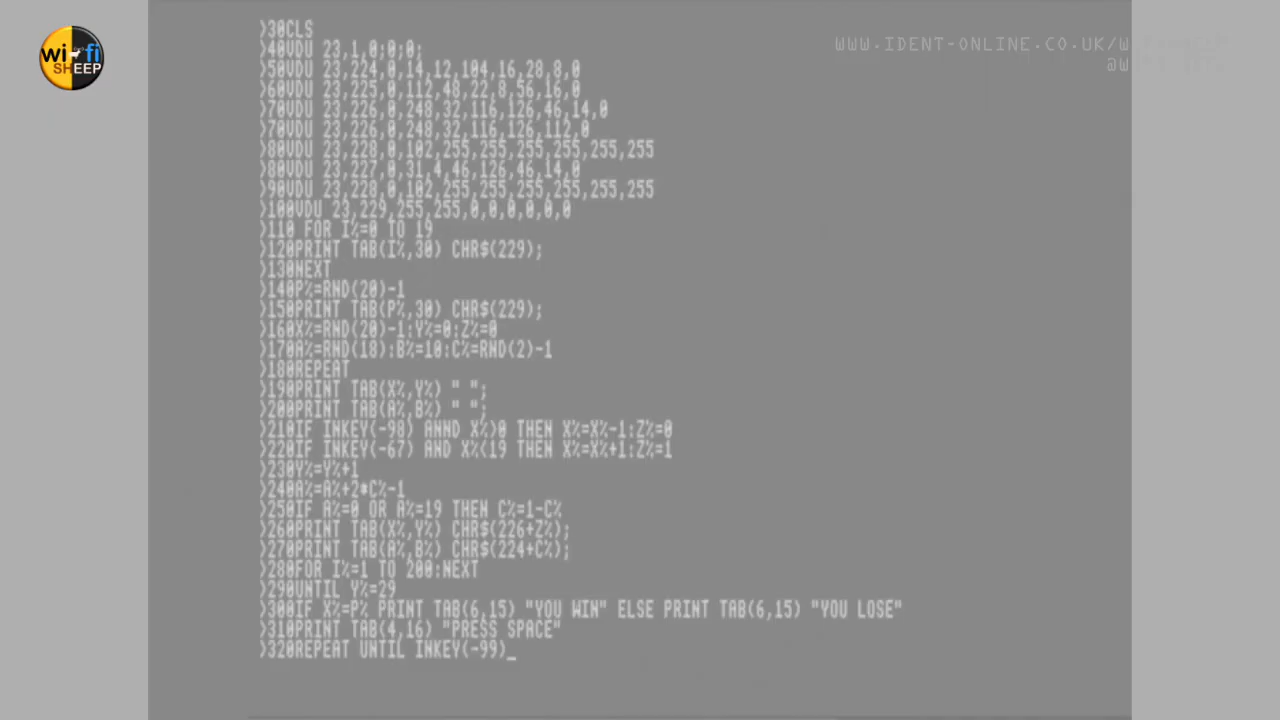 wi-fi
SHEEP
WWW.IDENT-ONLINE.CO.UK/W
@W
>30CLS
>40VDU 23,1,0;0;0;
>50VDU 23,224,0,14,12,104,16,28,8,0
>60VDU 23,225,0,112,48,22,8,56,16,0
>70VDU 23,226,0,248,32,116,126,46,14,0
>70VDU 23,226,0,248,32,116,126,112,0
>80VDU 23,228,0,102,255,255,255,255,255,255
>80VDU 23,227,0,31,4,46,126,46,14,0
>90VDU 23,228,0,102,255,255,255,255,255,255
>100VDU 23,229,255,255,0,0,0,0,0,0
>110 FOR I%=0 TO 19
>120PRINT TAB(I%,30) CHR$(229);
>130NEXT
>140P%=RND(20)-1
>150PRINT TAB(P%,30) CHR$(229);
>160X%=RND(20)-1:Y%=0:Z%=0
>170A%=RND(18):B%=10:C%=RND(2)-1
>180REPEAT
>190PRINT TAB(X%,Y%) " ";
>200PRINT TAB(A%,B%) " ";
>210IF INKEY(-98) ANND X%>0 THEN X%=X%-1:Z%=0
>220IF INKEY(-67) AND X%<19 THEN X%=X%+1:Z%=1
>230Y%=Y%+1
>240A%=A%+2*C%-1
>250IF A%=0 OR A%=19 THEN C%=1-C%
>260PRINT TAB(X%,Y%) CHR$(226+Z%);
>270PRINT TAB(A%,B%) CHR$(224+C%);
>280FOR I%=1 TO 200:NEXT
>290UNTIL Y%=29
>300IF X%=P% PRINT TAB(6,15) "YOU WIN" ELSE PRINT TAB(6,15) "YOU LOSE"
>310PRINT TAB(4,16) "PRESS SPACE"
>320REPEAT UNTIL INKEY(-99)_